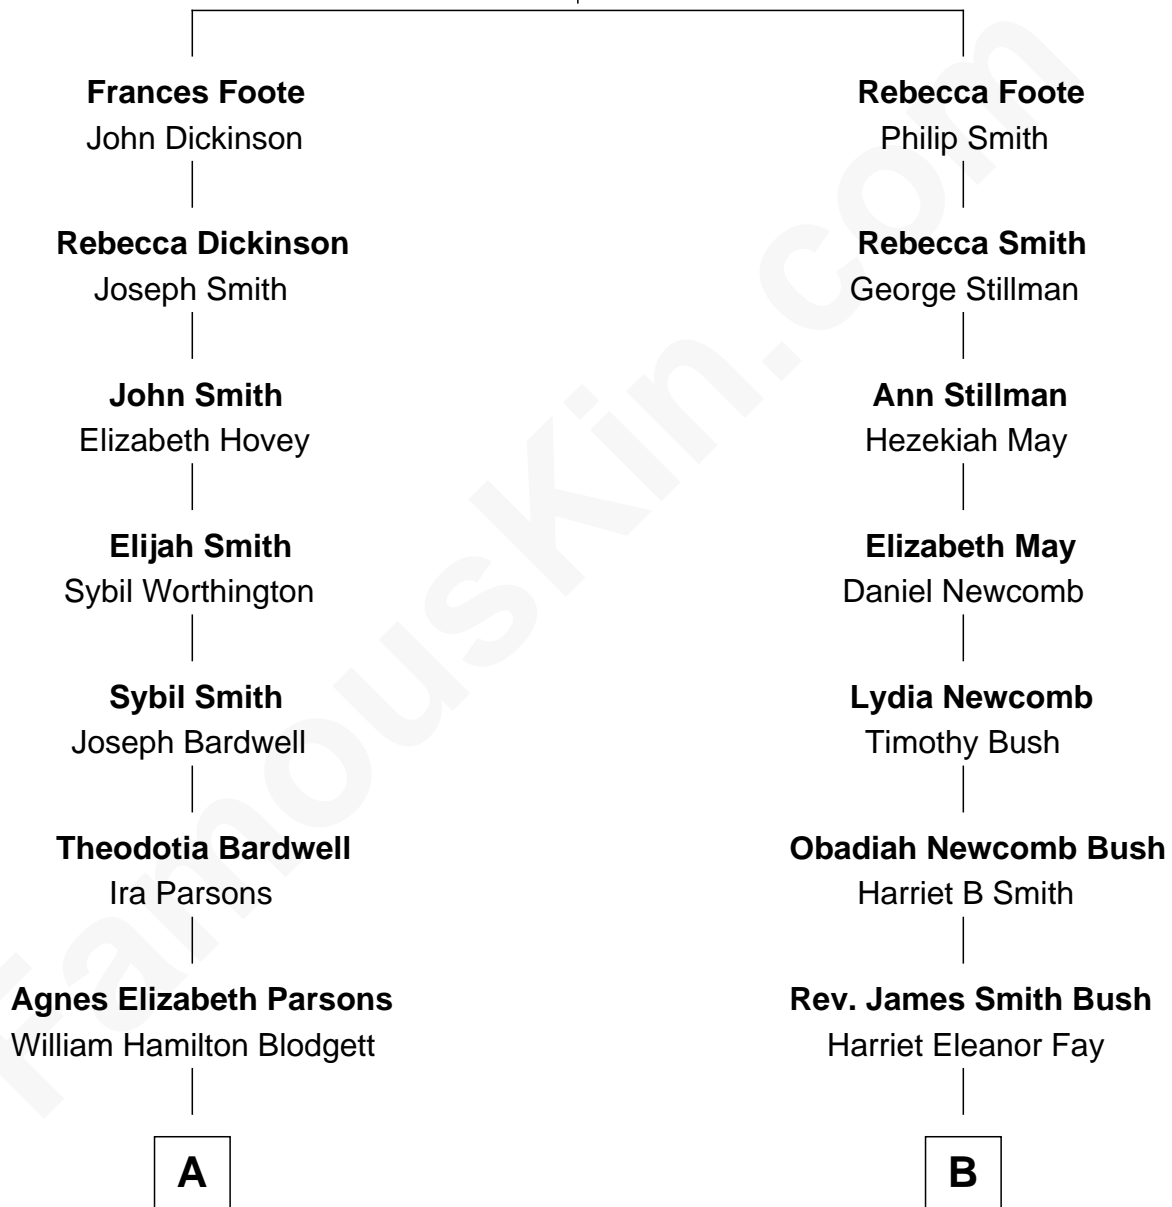 Frances Foote
John Dickinson
Rebecca Foote
Philip Smith
Rebecca Dickinson
Joseph Smith
Rebecca Smith
George Stillman
John Smith
Elizabeth Hovey
Ann Stillman
Hezekiah May
Elijah Smith
Sybil Worthington
Elizabeth May
Daniel Newcomb
Sybil Smith
Joseph Bardwell
Lydia Newcomb
Timothy Bush
Theodotia Bardwell
Ira Parsons
Obadiah Newcomb Bush
Harriet B Smith
Agnes Elizabeth Parsons
William Hamilton Blodgett
Rev. James Smith Bush
Harriet Eleanor Fay
A
B
FamousKin.com